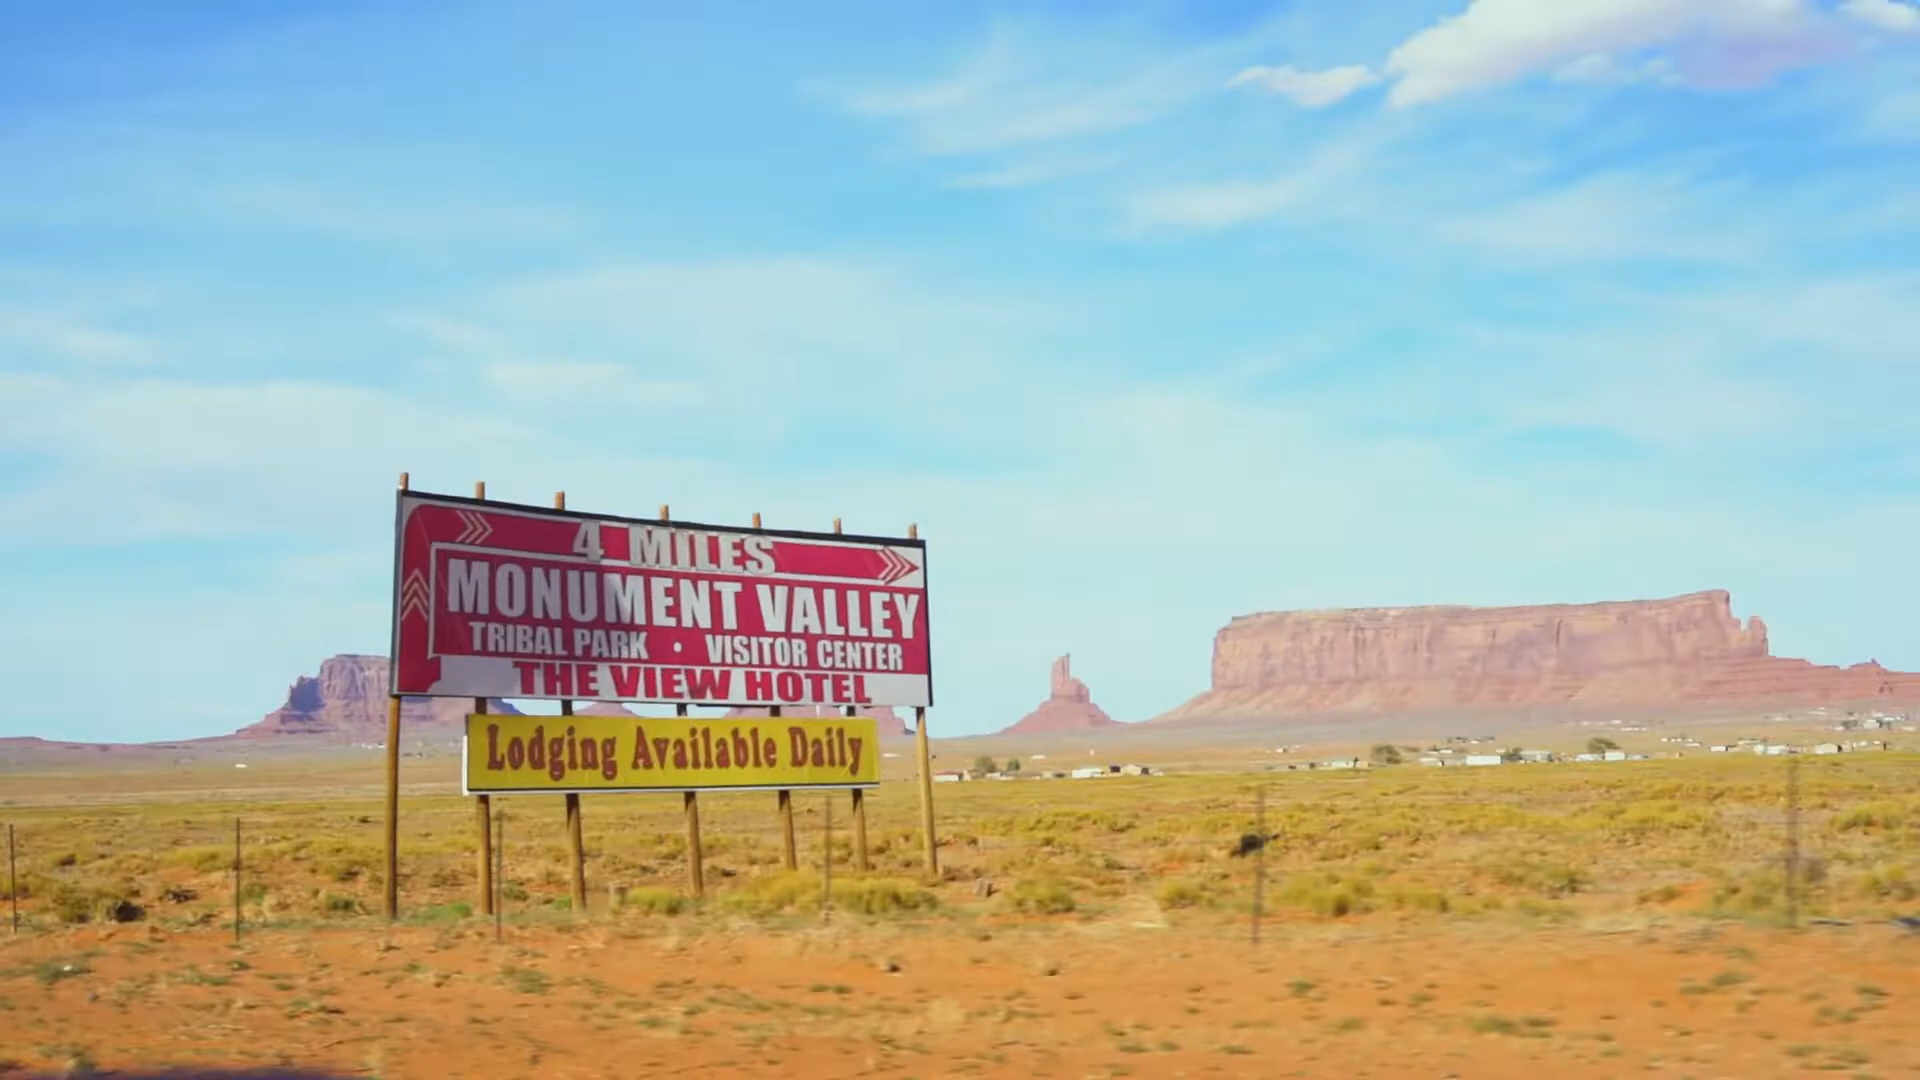 4 MILES
MONUMENT VALLEY
TRIBAL PARK • VISITOR CENTER
THE VIEW HOTEL
Lodging Available Daily